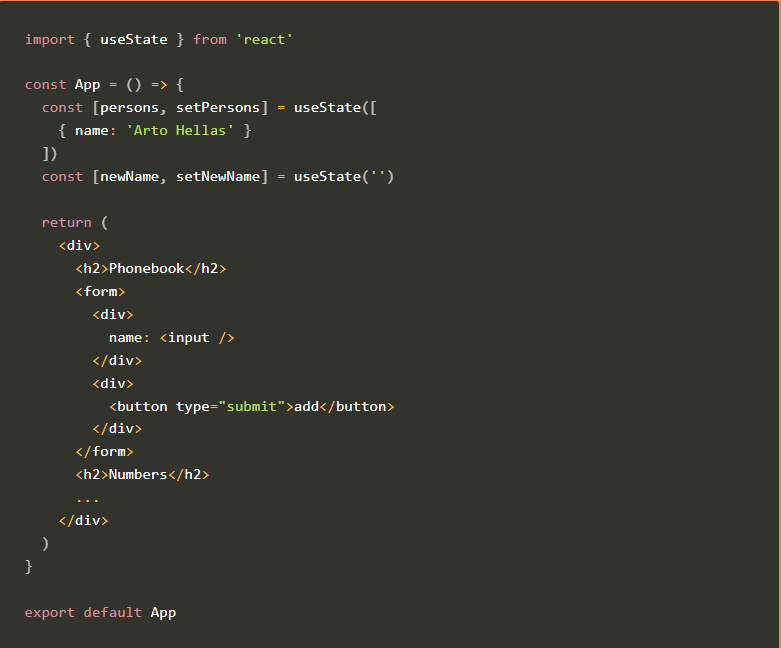 import { useState } from 'react'

const App = () => {
  const [persons, setPersons] = useState([
    { name: 'Arto Hellas' }
  ])
  const [newName, setNewName] = useState('')

  return (
    <div>
      <h2>Phonebook</h2>
      <form>
        <div>
          name: <input />
        </div>
        <div>
          <button type="submit">add</button>
        </div>
      </form>
      <h2>Numbers</h2>
      ...
    </div>
  )
}

export default App